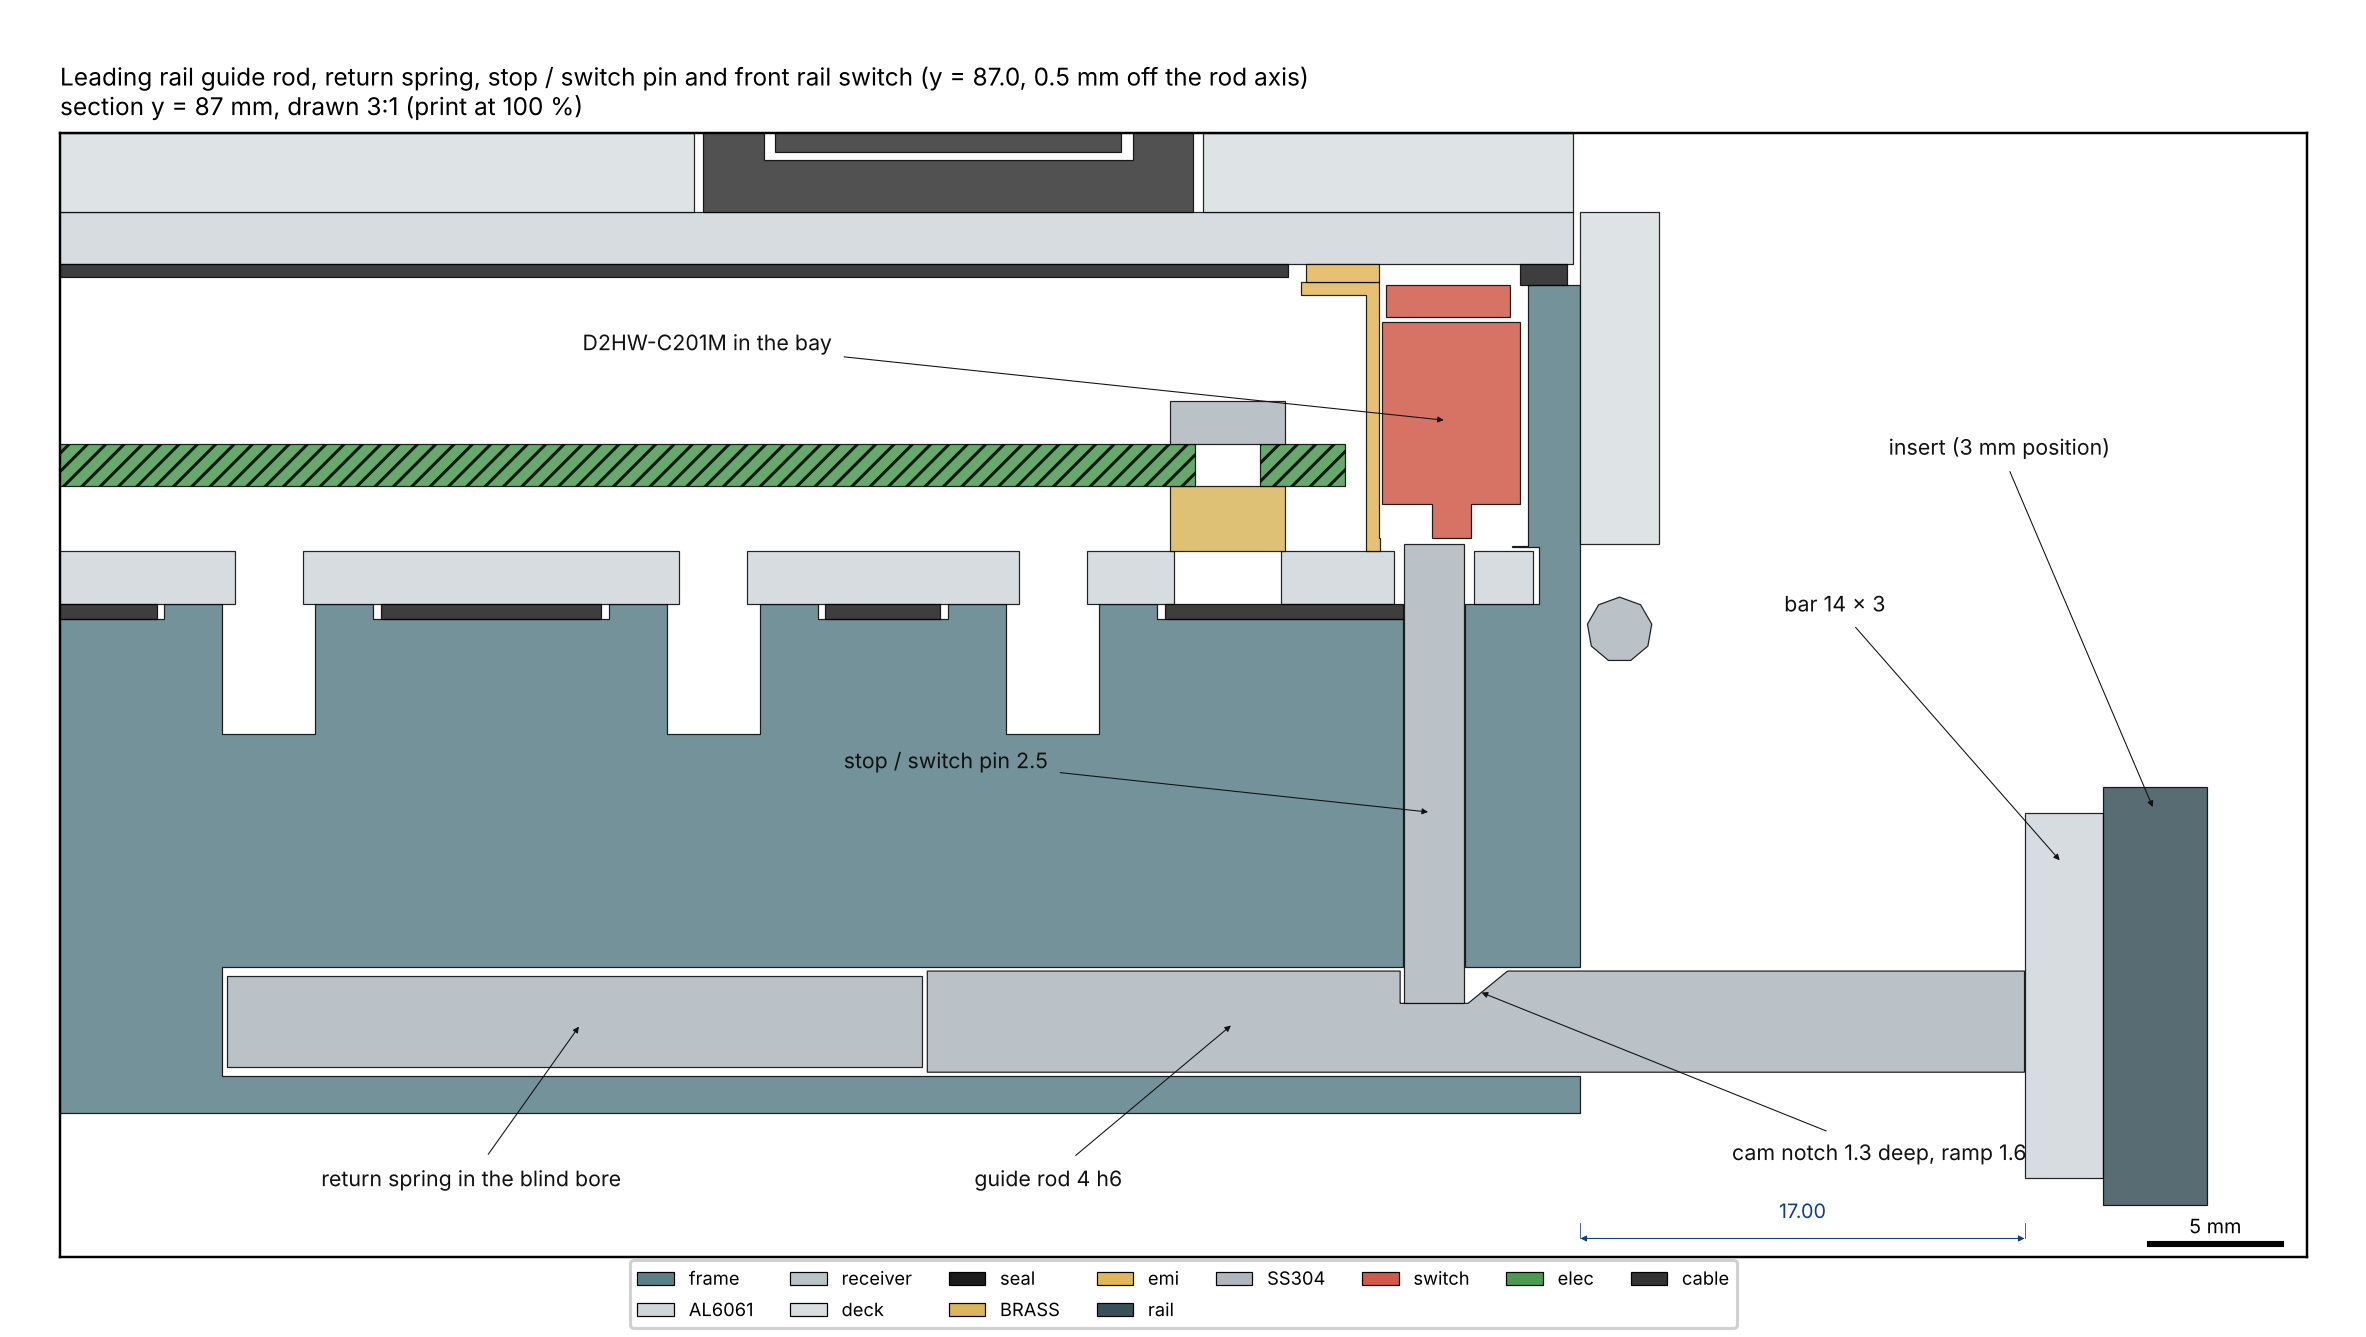 Leading rail guide rod, return spring, stop / switch pin and front rail switch (y = 87.0, 0.5 mm off the rod axis)
section y = 87 mm, drawn 3:1 (print at 100 %)
D2HW-C201M in the bay
insert (3 mm position)
bar 14 × 3
stop / switch pin 2.5
cam notch 1.3 deep, ramp 1.6
return spring in the blind bore
guide rod 4 h6
17.00
5 mm
frame receiver seal emi SS304 switch elec cable
AL6061 deck BRASS rail